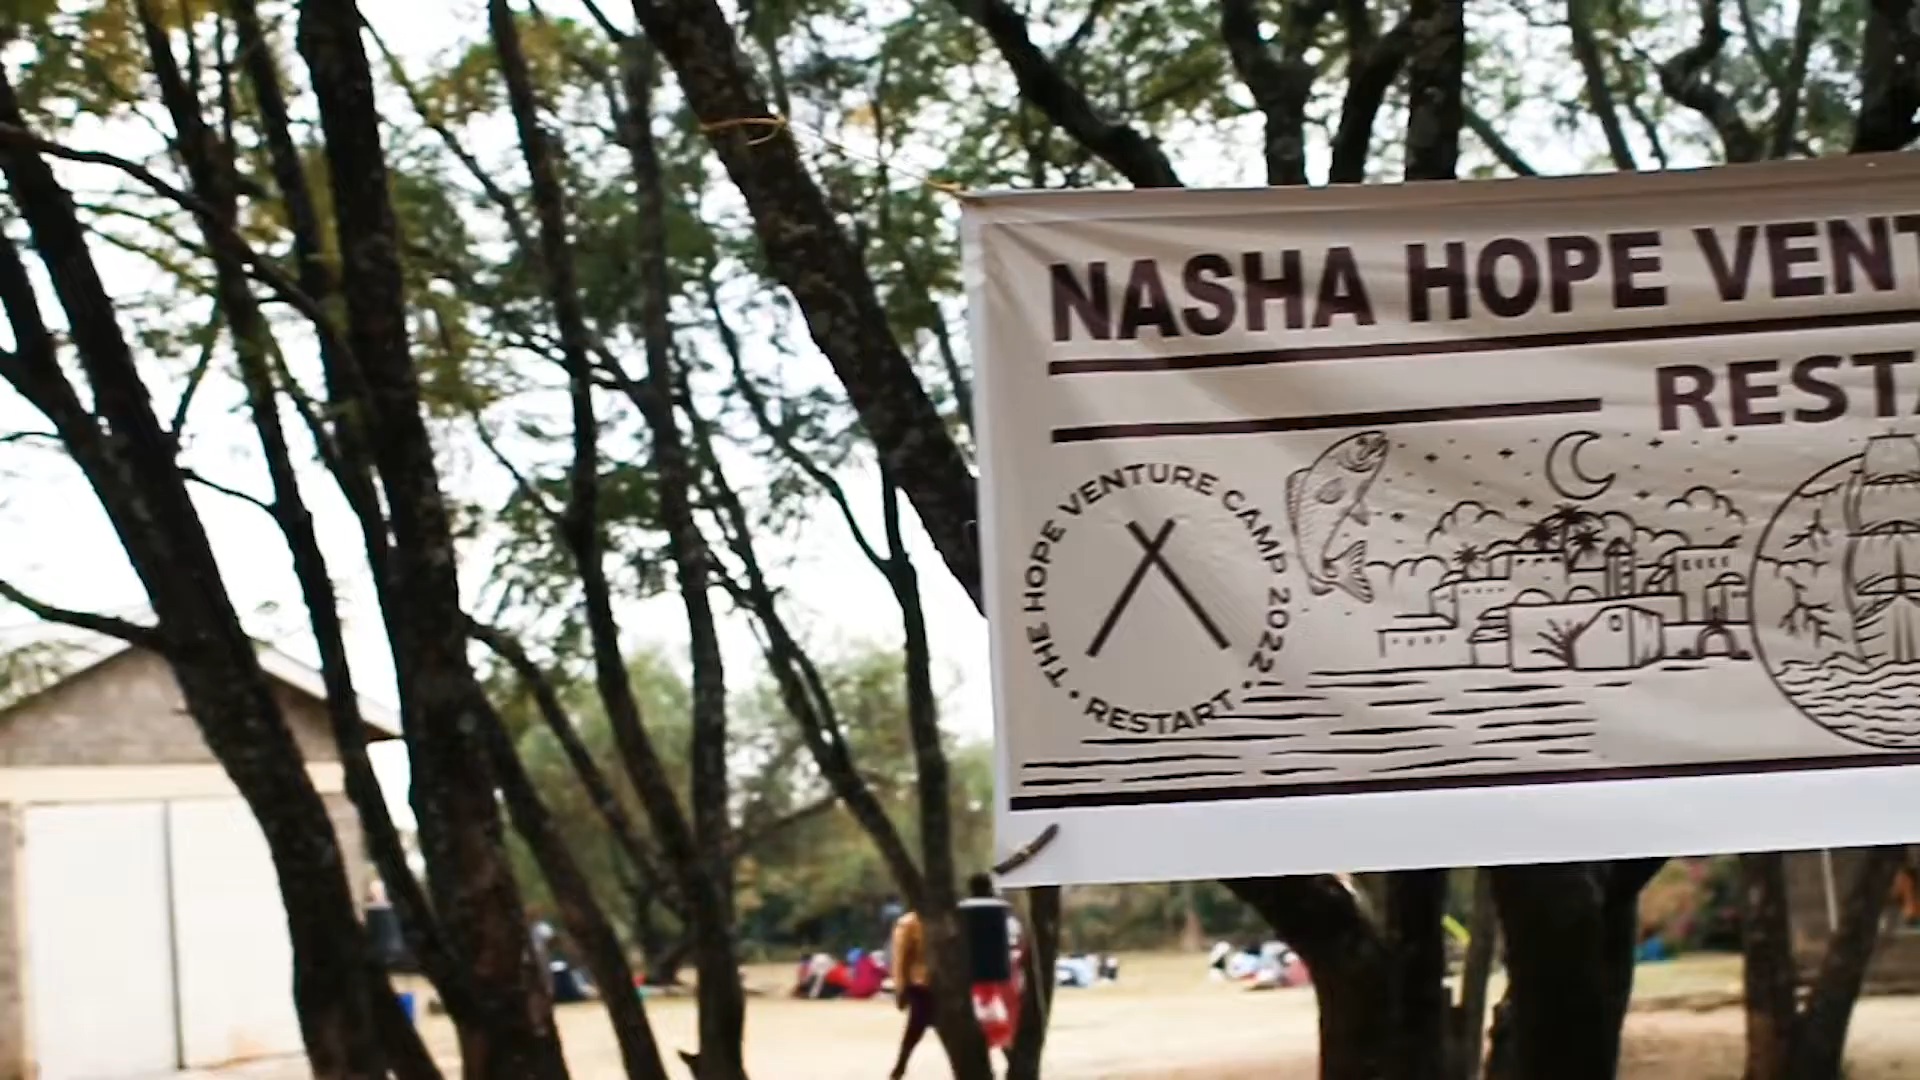 NASHA HOPE VENT
RESTA
THE HOPE VENTURE CAMP 2022!
• RESTART •